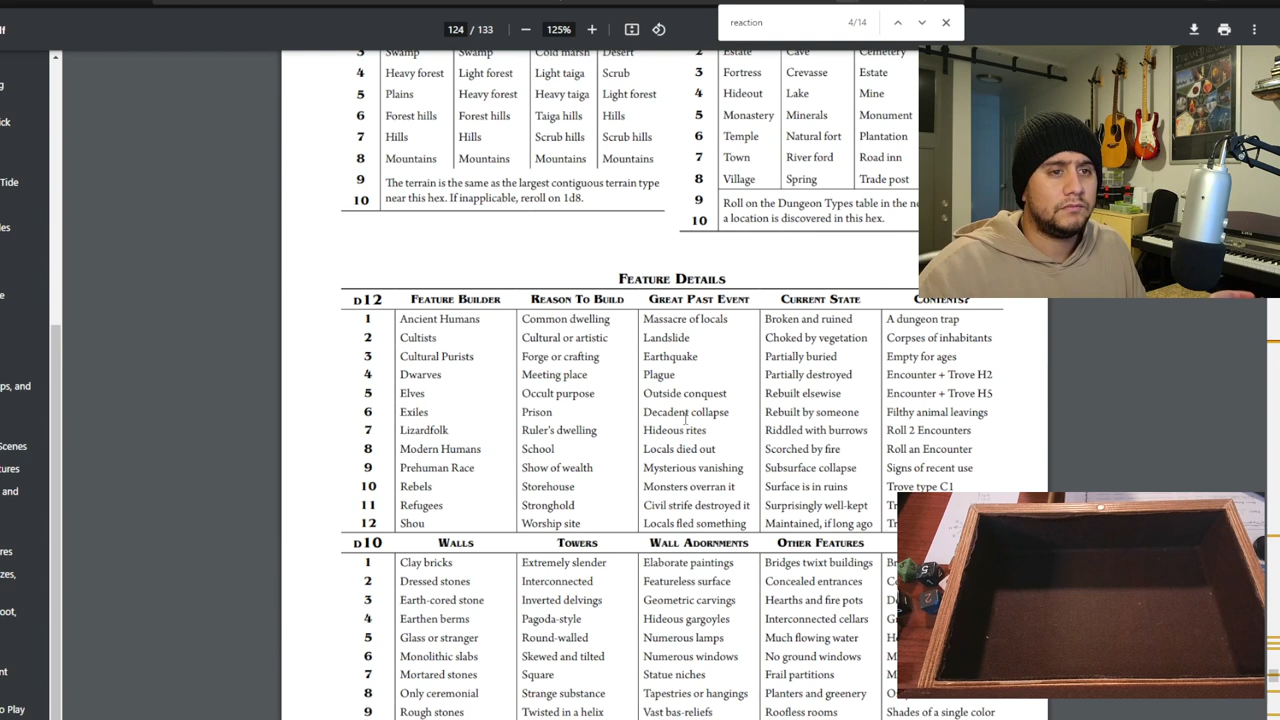 reaction 4/14
124 / 133 125%
3 Swamp Swamp Cold marsh Desert
4 Heavy forest Light forest Light taiga Scrub
5 Plains Heavy forest Heavy taiga Light forest
6 Forest hills Forest hills Taiga hills Hills
7 Hills Hills Scrub hills Scrub hills
8 Mountains Mountains Mountains Mountains
9 The terrain is the same as the largest contiguous terrain type
10 near this hex. If inapplicable, reroll on 1d8.
2 Estate Cave Cemetery
3 Fortress Crevasse Estate
4 Hideout Lake Mine
5 Monastery Minerals Monument
6 Temple Natural fort Plantation
7 Town River ford Road inn
8 Village Spring Trade post
9 Roll on the Dungeon Types table in the
10 a location is discovered in this hex.
Feature Details
D12 Feature Builder Reason To Build Great Past Event Current State Contents?
1 Ancient Humans Common dwelling Massacre of locals Broken and ruined A dungeon trap
2 Cultists Cultural or artistic Landslide Choked by vegetation Corpses of inhabitants
3 Cultural Purists Forge or crafting Earthquake Partially buried Empty for ages
4 Dwarves Meeting place Plague Partially destroyed Encounter + Trove H2
5 Elves Occult purpose Outside conquest Rebuilt elsewhere Encounter + Trove H5
6 Exiles Prison Decadent collapse Rebuilt by someone Filthy animal leavings
7 Lizardfolk Ruler's dwelling Hideous rites Riddled with burrows Roll 2 Encounters
8 Modern Humans School Locals died out Scorched by fire Roll an Encounter
9 Prehuman Race Show of wealth Mysterious vanishing Subsurface collapse Signs of recent use
10 Rebels Storehouse Monsters overran it Surface is in ruins Trove type C1
11 Refugees Stronghold Civil strife destroyed it Surprisingly well-kept
12 Shou Worship site Locals fled something Maintained, if long ago
D10 Walls Towers Wall Adornments Other Features
1 Clay bricks Extremely slender Elaborate paintings Bridges twixt buildings
2 Dressed stones Interconnected Featureless surface Concealed entrances
3 Earth-cored stone Inverted delvings Geometric carvings Hearths and fire pots
4 Earthen berms Pagoda-style Hideous gargoyles Interconnected cellars
5 Glass or stranger Round-walled Numerous lamps Much flowing water
6 Monolithic slabs Skewed and tilted Numerous windows No ground windows
7 Mortared stones Square Statue niches Frail partitions
8 Only ceremonial Strange substance Tapestries or hangings Planters and greenery
9 Rough stones Twisted in a helix Vast bas-reliefs Roofless rooms Shades of a single color
Tide
ps, and
Scenes
and
oot,
o Play